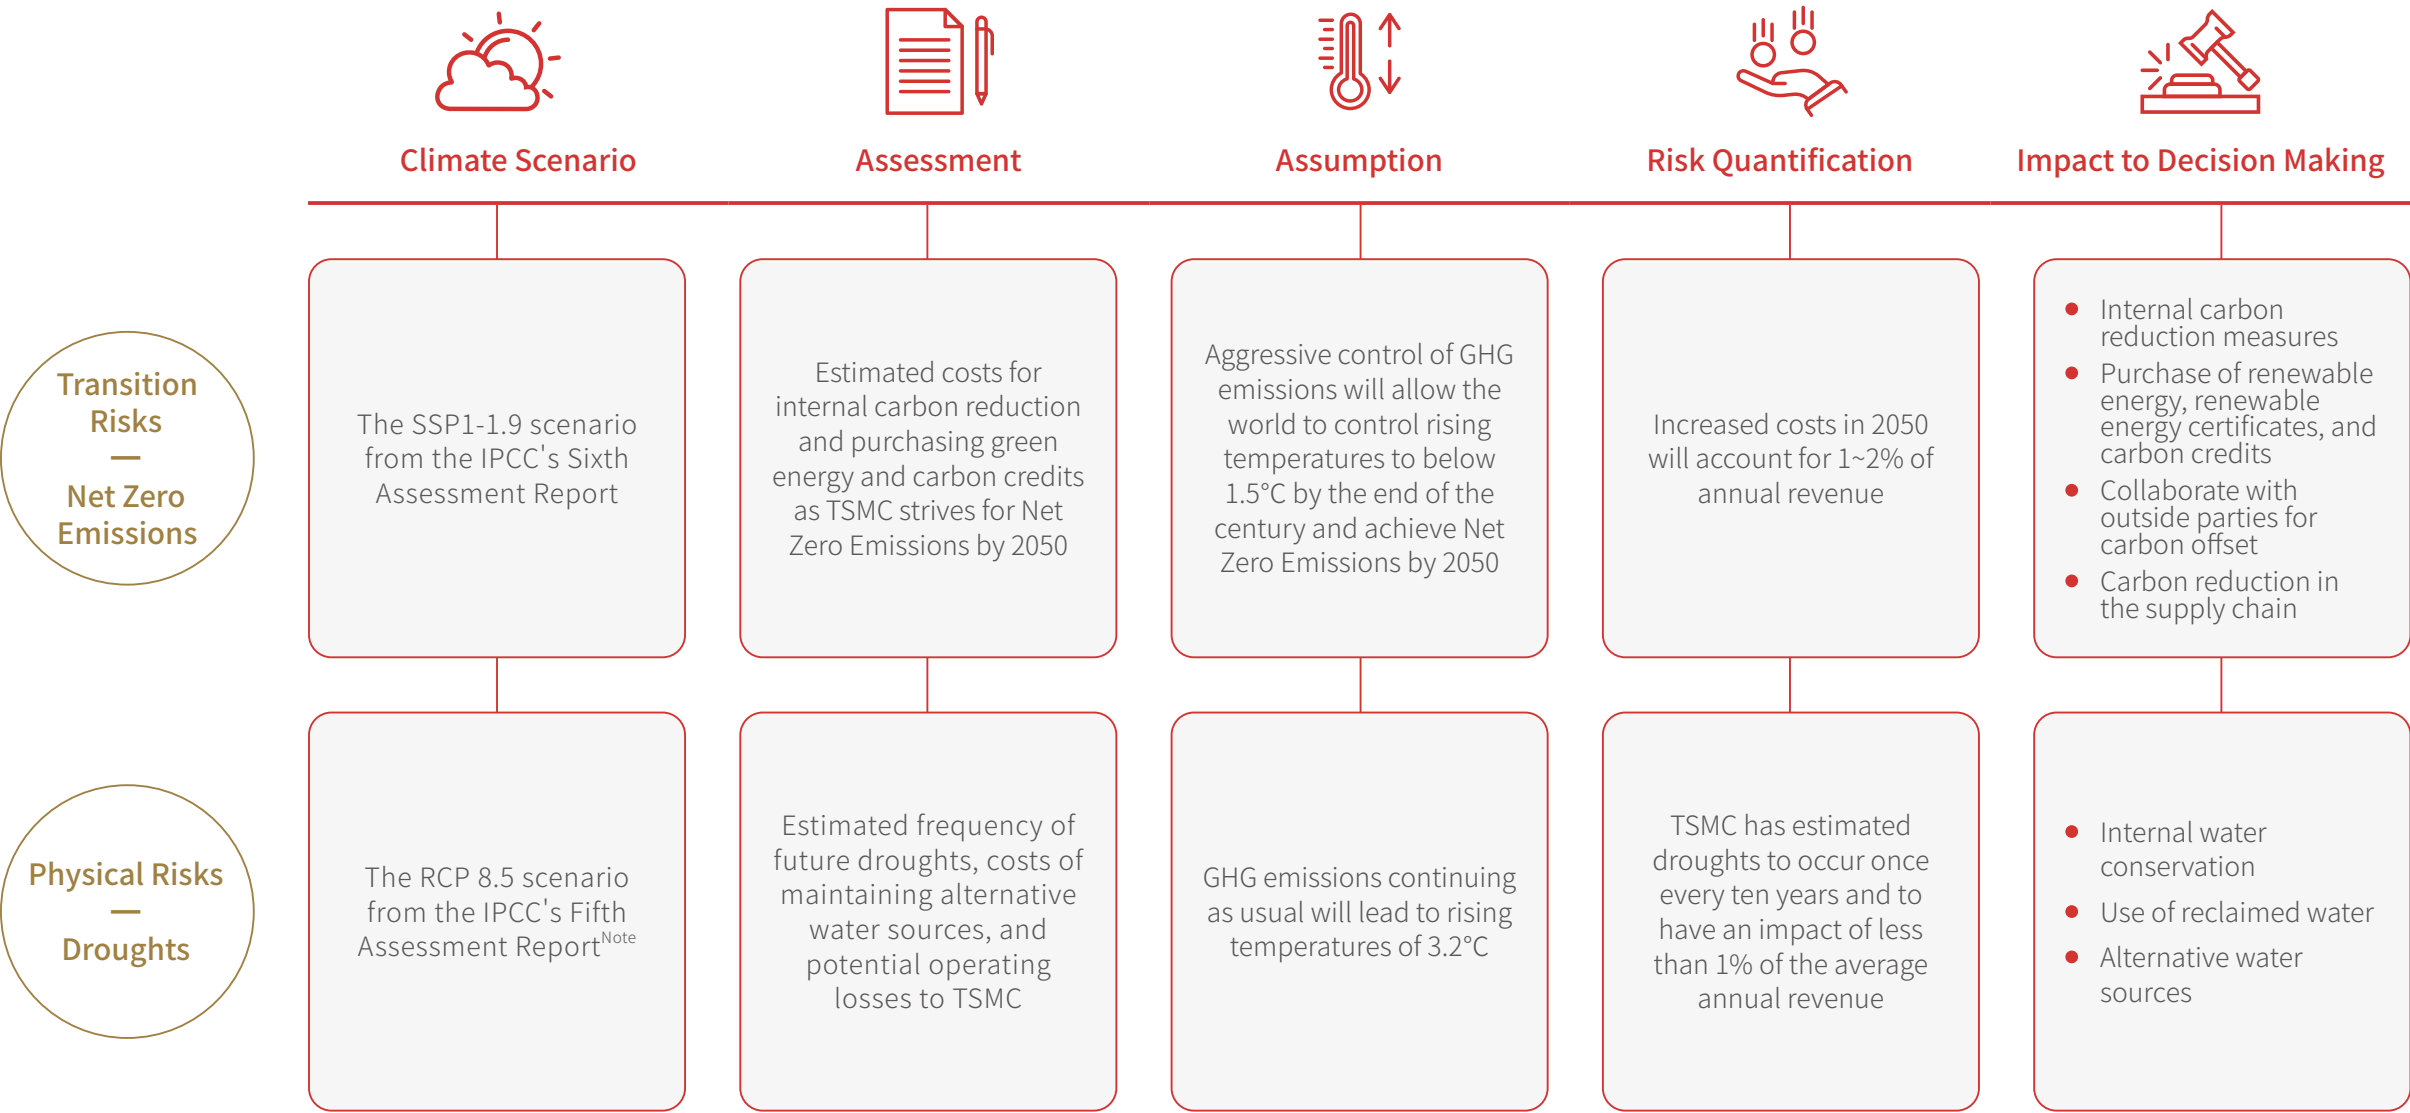 Climate Scenario
Assessment
Assumption
Risk Quantification
Impact to Decision Making
Transition
Risks
—
Net Zero
Emissions
The SSP1-1.9 scenario
from the IPCC's Sixth
Assessment Report
Estimated costs for
internal carbon reduction
and purchasing green
energy and carbon credits
as TSMC strives for Net
Zero Emissions by 2050
Aggressive control of GHG
emissions will allow the
world to control rising
temperatures to below
1.5°C by the end of the
century and achieve Net
Zero Emissions by 2050
Increased costs in 2050
will account for 1~2% of
annual revenue
● Internal carbon
reduction measures
● Purchase of renewable
energy, renewable
energy certificates, and
carbon credits
● Collaborate with
outside parties for
carbon offset
● Carbon reduction in
the supply chain
Physical Risks
—
Droughts
The RCP 8.5 scenario
from the IPCC's Fifth
Assessment Report Note
Estimated frequency of
future droughts, costs of
maintaining alternative
water sources, and
potential operating
losses to TSMC
GHG emissions continuing
as usual will lead to rising
temperatures of 3.2°C
TSMC has estimated
droughts to occur once
every ten years and to
have an impact of less
than 1% of the average
annual revenue
● Internal water
conservation
● Use of reclaimed water
● Alternative water
sources